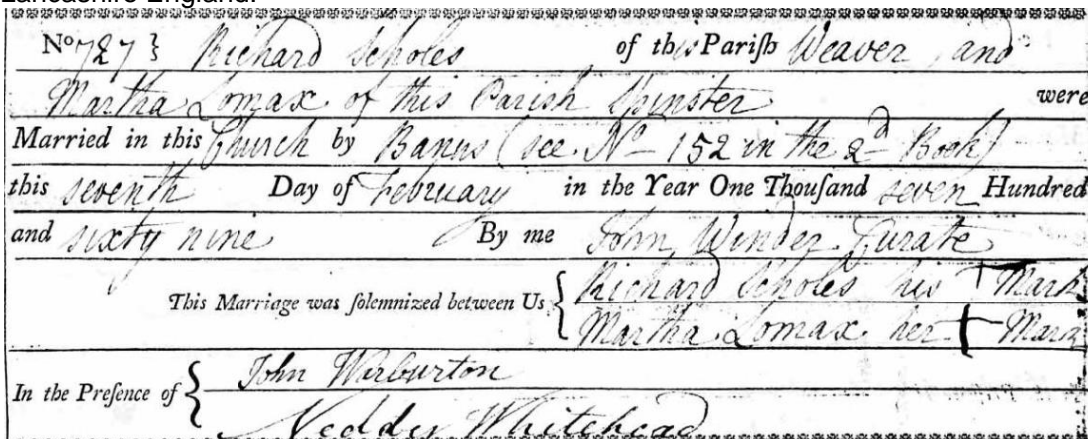 Lancashire England.
No 727 } Richard Scholes of this Pariſh Weaver and
Martha Lomax of this Parish Spinster were
Married in this Church by Banns (see No 152 in the 2d Book)
this seventh Day of February in the Year One Thouſand seven Hundred
and sixty nine By me John Winder Curate
This Marriage was ſolemnized between Us { Richard Scholes his Mark
Martha Lomax her Mark
In the Preſence of { John Warburton
Nedder Whitehead